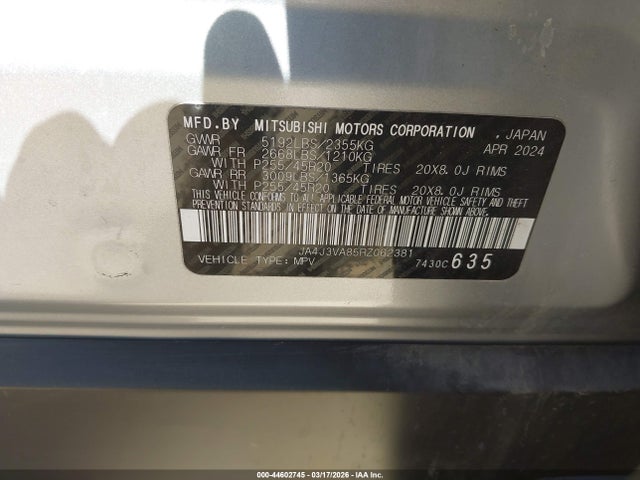 MFD.BY MITSUBISHI MOTORS CORPORATION , JAPAN
GVWR 5192LBS/2355KG APR 2024
GAWR FR 2668LBS/1210KG
WITH P255/45R20 TIRES 20X8.0J RIMS
GAWR RR 3009LBS/1365KG
WITH P255/45R20 TIRES 20X8.0J RIMS
THIS VEHICLE CONFORMS TO ALL APPLICABLE FEDERAL MOTOR VEHICLE SAFETY AND THEFT
PREVENTION STANDARDS IN EFFECT ON THE DATE OF MANUFACTURE SHOWN ABOVE.
JA4J3VA85RZ062381
VEHICLE TYPE: MPV 7430C 635
000-44602745 - 03/17/2026 - IAA Inc.